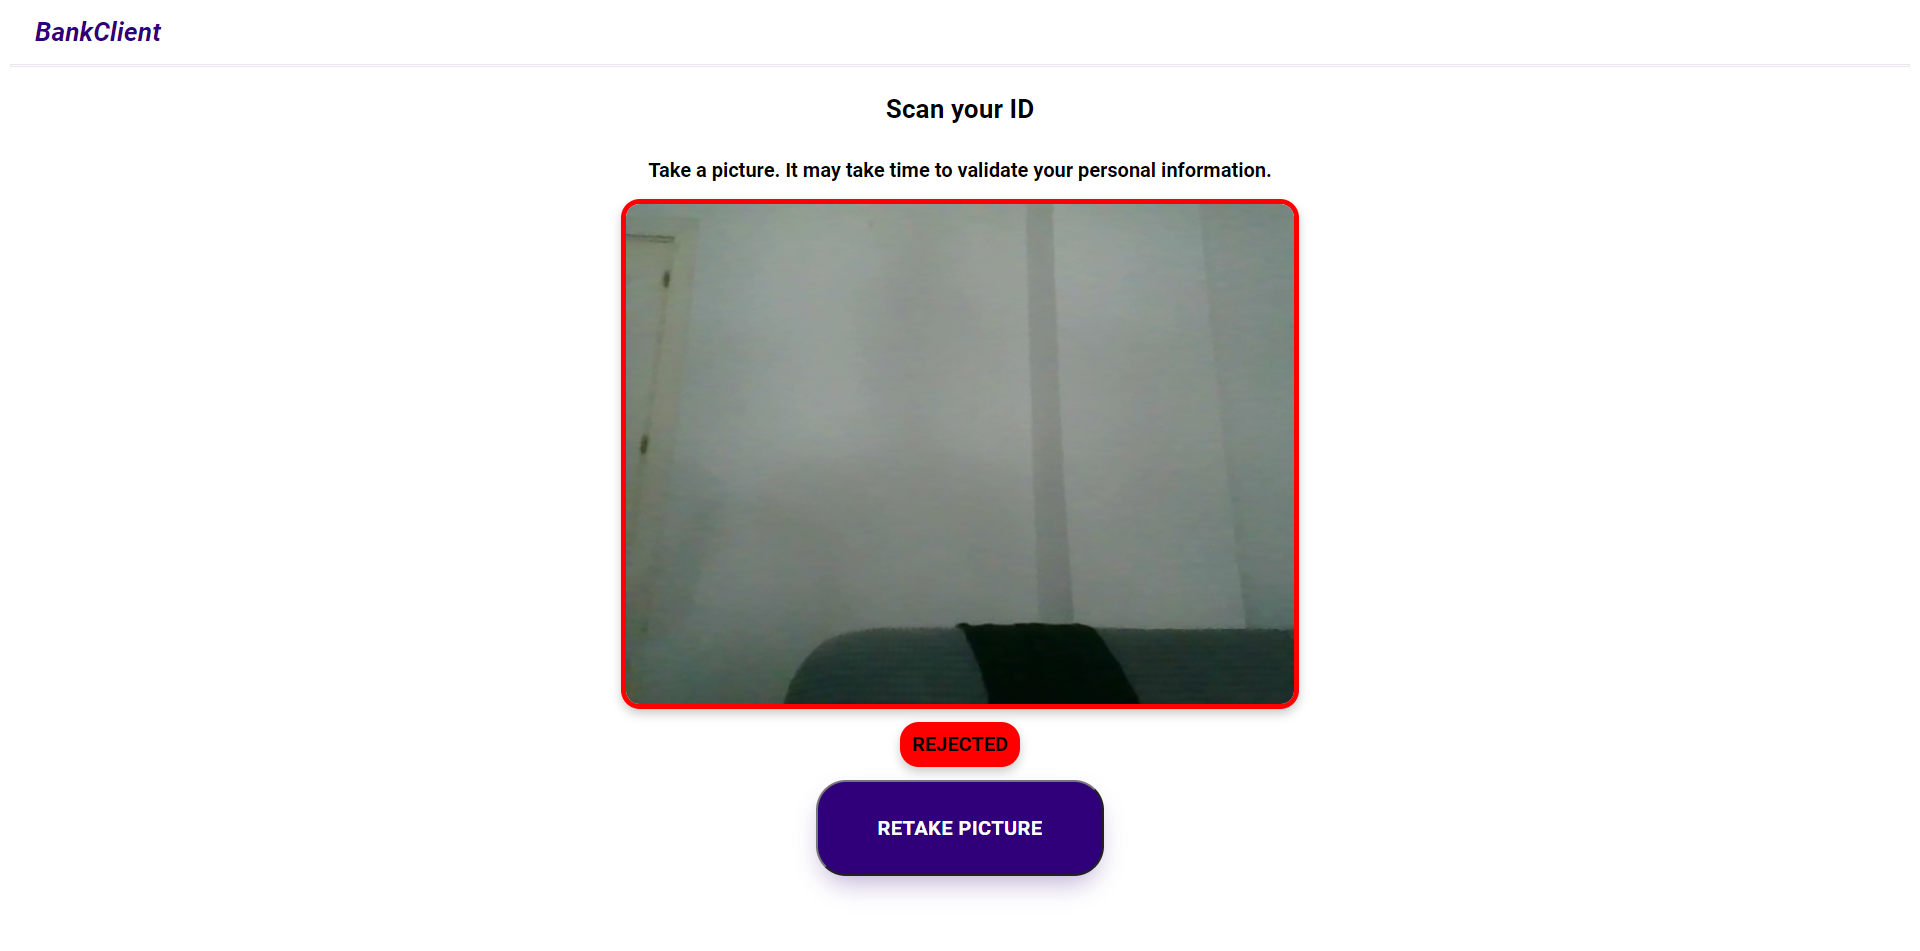 BankClient
Scan your ID
Take a picture. It may take time to validate your personal information.
REJECTED
RETAKE PICTURE